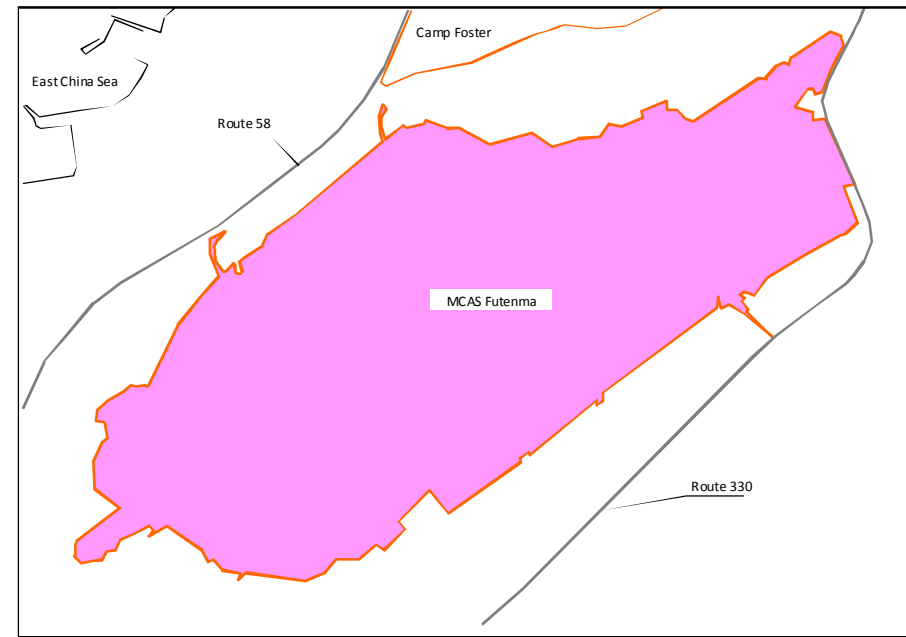 Camp Foster
East China Sea
Route 58
MCAS Futenma
Route 330